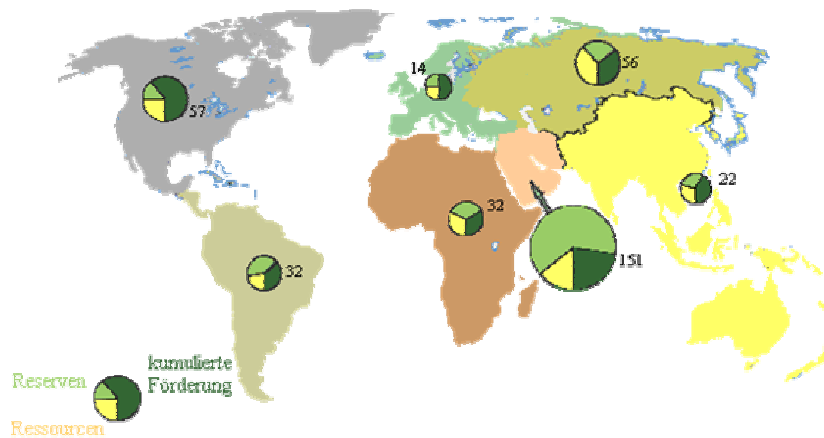 14
56
57
22
32
32
151
kumulierte
Förderung
Reserven
Ressourcen